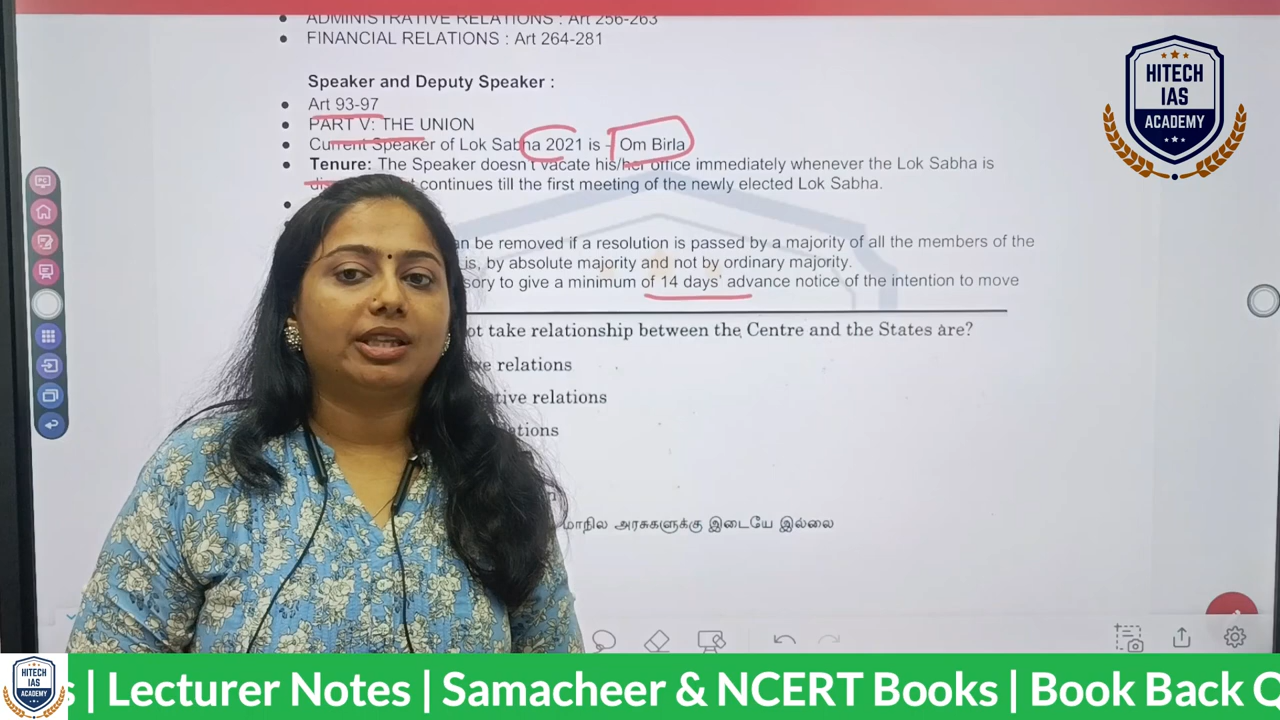 ADMINISTRATIVE RELATIONS : Art 256-263
FINANCIAL RELATIONS : Art 264-281
Speaker and Deputy Speaker :
Art 93-97
PART V: THE UNION
Current Speaker of Lok Sabha 2021 is - Om Birla
Tenure: The Speaker doesn't vacate his/her office immediately whenever the Lok Sabha is
continues till the first meeting of the newly elected Lok Sabha.
an be removed if a resolution is passed by a majority of all the members of the
is, by absolute majority and not by ordinary majority.
sory to give a minimum of 14 days' advance notice of the intention to move
ot take relationship between the Centre and the States are?
ve relations
ative relations
ations
மாநில அரசுகளுக்கு இடையே இல்லை
HITECH
IAS
ACADEMY
HITECH
IAS
ACADEMY
s | Lecturer Notes | Samacheer & NCERT Books | Book Back Q